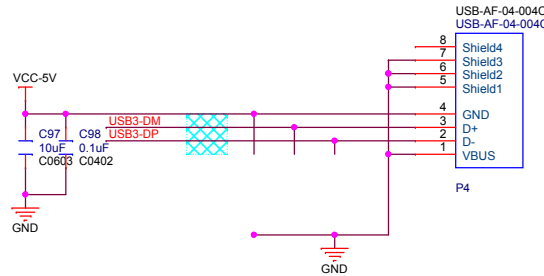 USB-AF-04-004C
USB-AF-04-004C
8 Shield4
7 Shield3
6 Shield2
5 Shield1
VCC-5V
4 GND
USB3-DM
3 D+
C97 C98
USB3-DP
2 D-
10uF 0.1uF
1 VBUS
C0603 C0402
P4
GND
GND